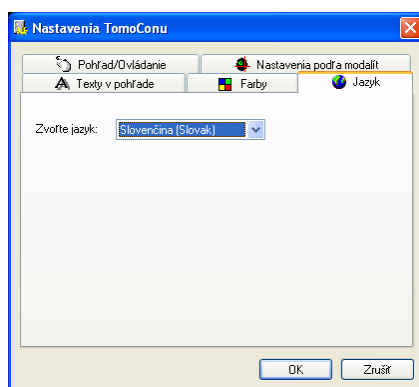 Nastavenia TomoConu
Pohľad/Ovládanie
Nastavenia podľa modalít
Texty v pohľade
Farby
Jazyk
Zvoľte jazyk:
Slovenčina (Slovak)
OK
Zrušiť